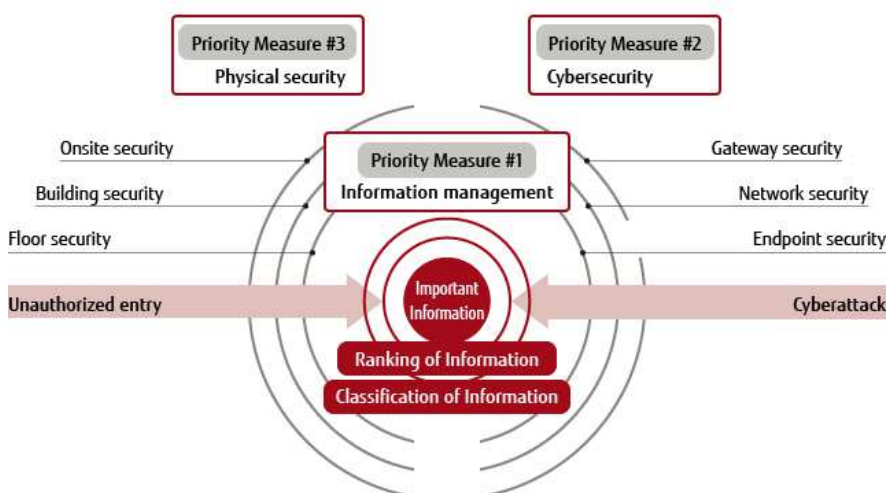 Priority Measure #3
Physical security
Priority Measure #2
Cybersecurity
Priority Measure #1
Information management
Onsite security
Building security
Floor security
Unauthorized entry
Gateway security
Network security
Endpoint security
Cyberattack
Important
Information
Ranking of Information
Classification of Information